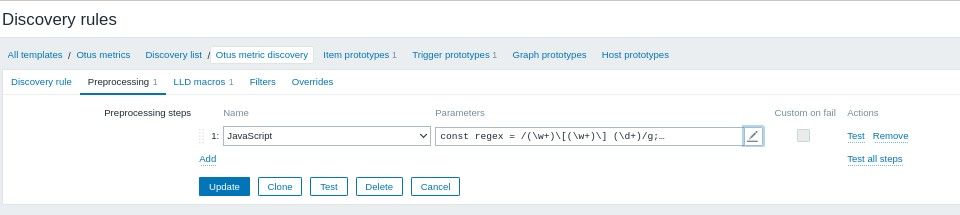 Discovery rules
All templates / Otus metrics Discovery list / Otus metric discovery Item prototypes 1 Trigger prototypes 1 Graph prototypes Host prototypes
Discovery rule Preprocessing 1 LLD macros 1 Filters Overrides
Preprocessing steps Name Parameters Custom on fail Actions
1: JavaScript const regex = /(\w+)\[(\w+)\] (\d+)/g;… Test Remove
Add Test all steps
Update Clone Test Delete Cancel